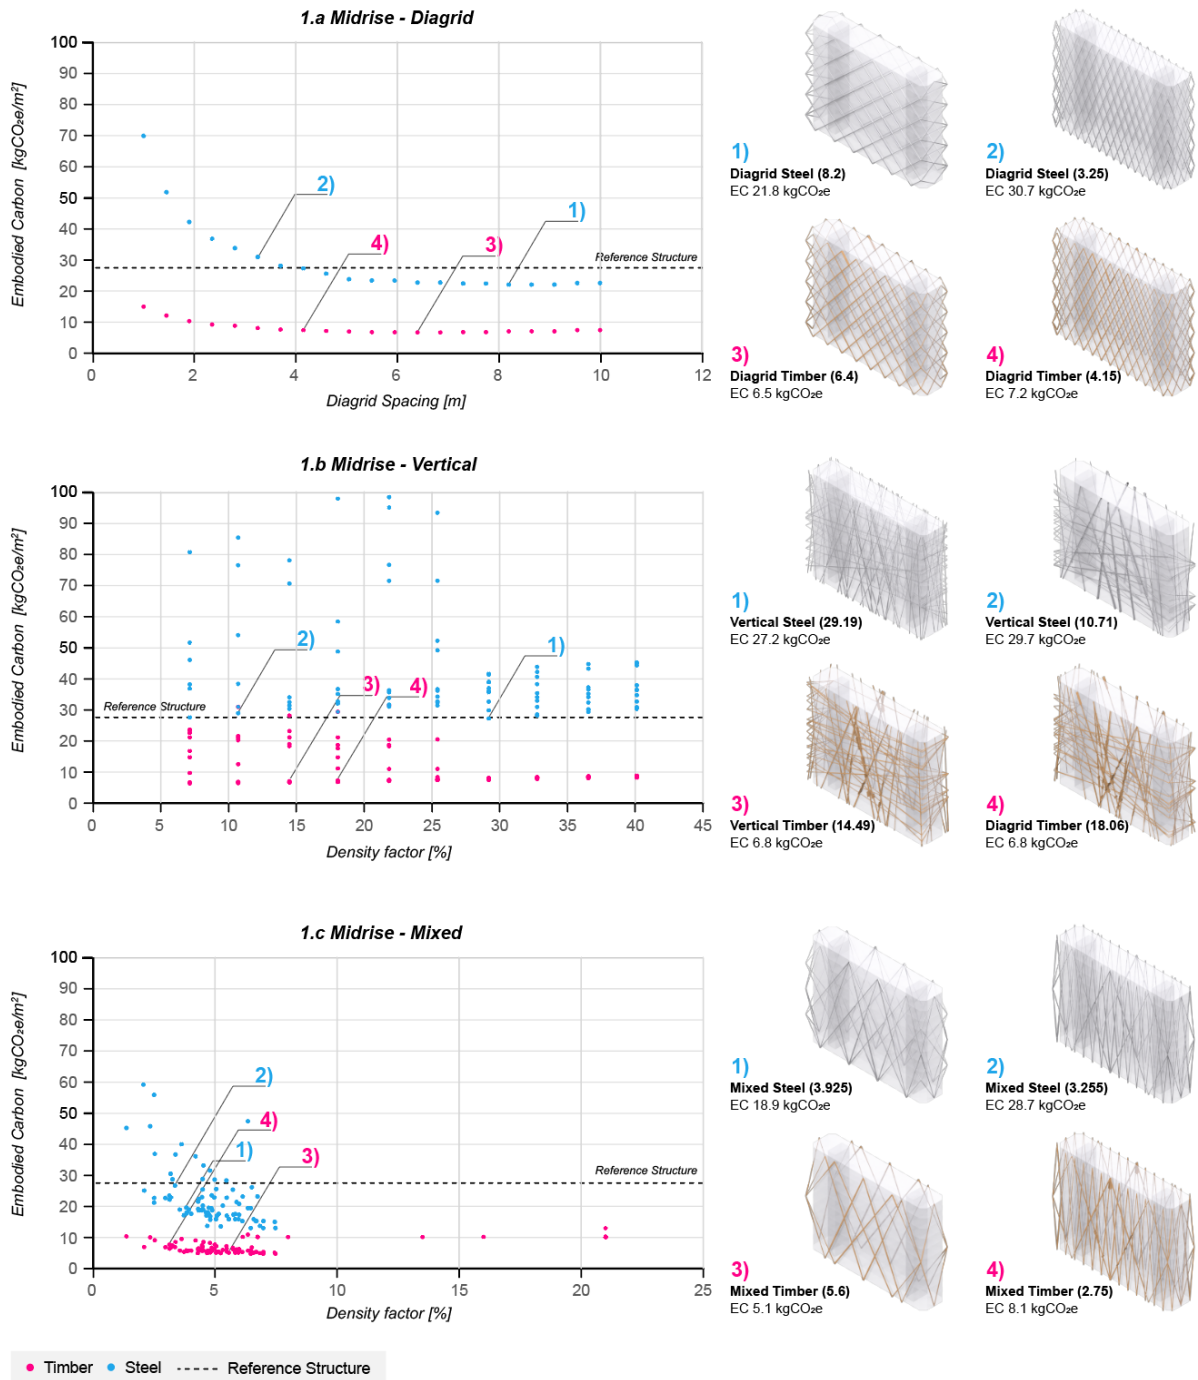 1.a Midrise - Diagrid
Embodied Carbon [kgCO₂e/m²]
100
90
80
70
60
50
40
30
20
10
0
0 2 4 6 8 10 12
Diagrid Spacing [m]
2)
1)
4)
3)
Reference Structure
1)
Diagrid Steel (8.2)
EC 21.8 kgCO₂e
2)
Diagrid Steel (3.25)
EC 30.7 kgCO₂e
3)
Diagrid Timber (6.4)
EC 6.5 kgCO₂e
4)
Diagrid Timber (4.15)
EC 7.2 kgCO₂e
1.b Midrise - Vertical
Embodied Carbon [kgCO₂e/m²]
100
90
80
70
60
50
40
30
20
10
0
0 5 10 15 20 25 30 35 40 45
Density factor [%]
2)
1)
3)
4)
Reference Structure
1)
Vertical Steel (29.19)
EC 27.2 kgCO₂e
2)
Vertical Steel (10.71)
EC 29.7 kgCO₂e
3)
Vertical Timber (14.49)
EC 6.8 kgCO₂e
4)
Diagrid Timber (18.06)
EC 6.8 kgCO₂e
1.c Midrise - Mixed
Embodied Carbon [kgCO₂e/m²]
100
90
80
70
60
50
40
30
20
10
0
0 5 10 15 20 25
Density factor [%]
2)
4)
1)
3)
Reference Structure
1)
Mixed Steel (3.925)
EC 18.9 kgCO₂e
2)
Mixed Steel (3.255)
EC 28.7 kgCO₂e
3)
Mixed Timber (5.6)
EC 5.1 kgCO₂e
4)
Mixed Timber (2.75)
EC 8.1 kgCO₂e
Timber Steel Reference Structure